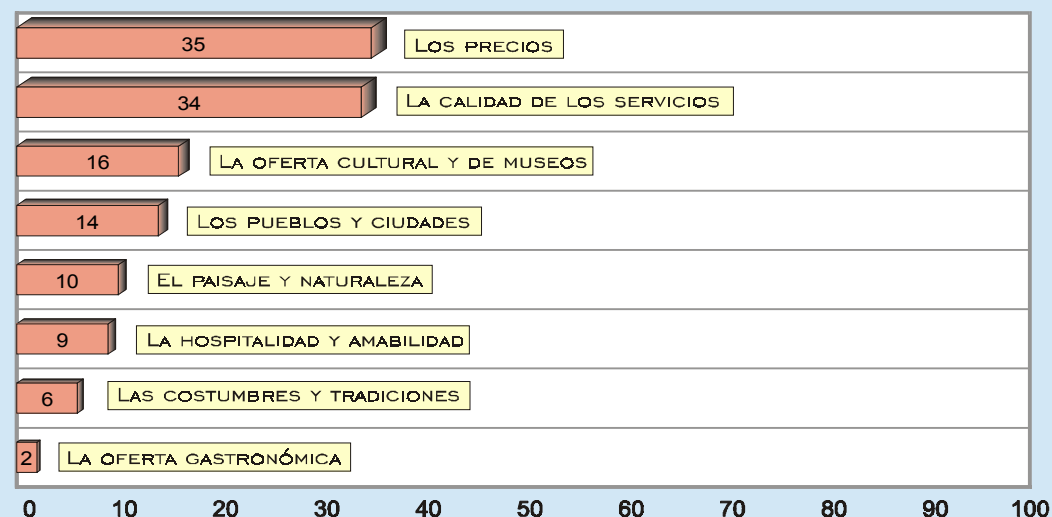 35 Los precios
34 La calidad de los servicios
16 La oferta cultural y de museos
14 Los pueblos y ciudades
10 El paisaje y naturaleza
9 La hospitalidad y amabilidad
6 Las costumbres y tradiciones
2 La oferta gastronómica
0 10 20 30 40 50 60 70 80 90 100